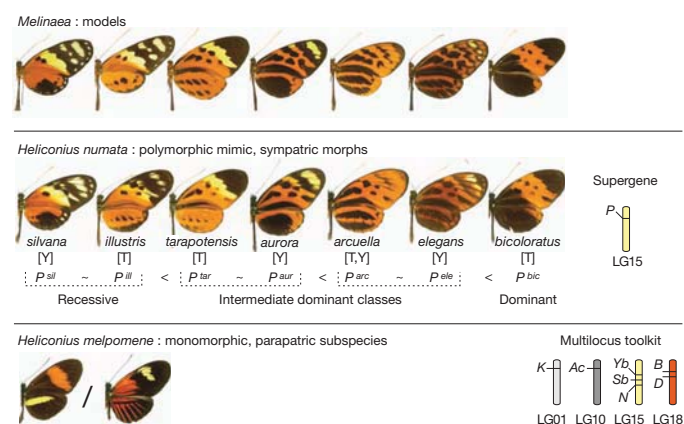 Melinaea : models
Heliconius numata : polymorphic mimic, sympatric morphs
silvana illustris tarapotensis aurora arcuella elegans bicoloratus
[Y] [T] [T] [Y] [T,Y] [Y] [T]
P sil ~ P ill < P tar ~ P aur < P arc ~ P ele < P bic
Recessive Intermediate dominant classes Dominant
Supergene
P
LG15
Heliconius melpomene : monomorphic, parapatric subspecies
/
Multilocus toolkit
K Ac Yb B
Sb D
N
LG01 LG10 LG15 LG18